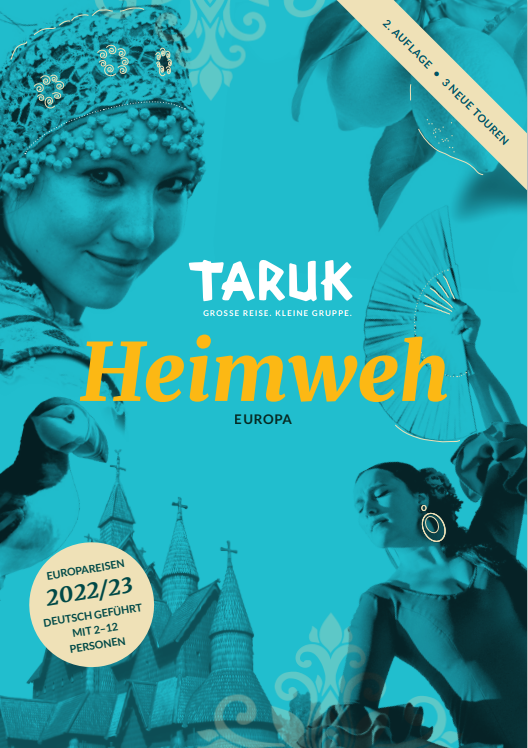 2. AUFLAGE • 3 NEUE TOUREN
TARUK
GROSSE REISE. KLEINE GRUPPE.
Heimweh
EUROPA
EUROPAREISEN
2022/23
DEUTSCH GEFÜHRT
MIT 2–12
PERSONEN